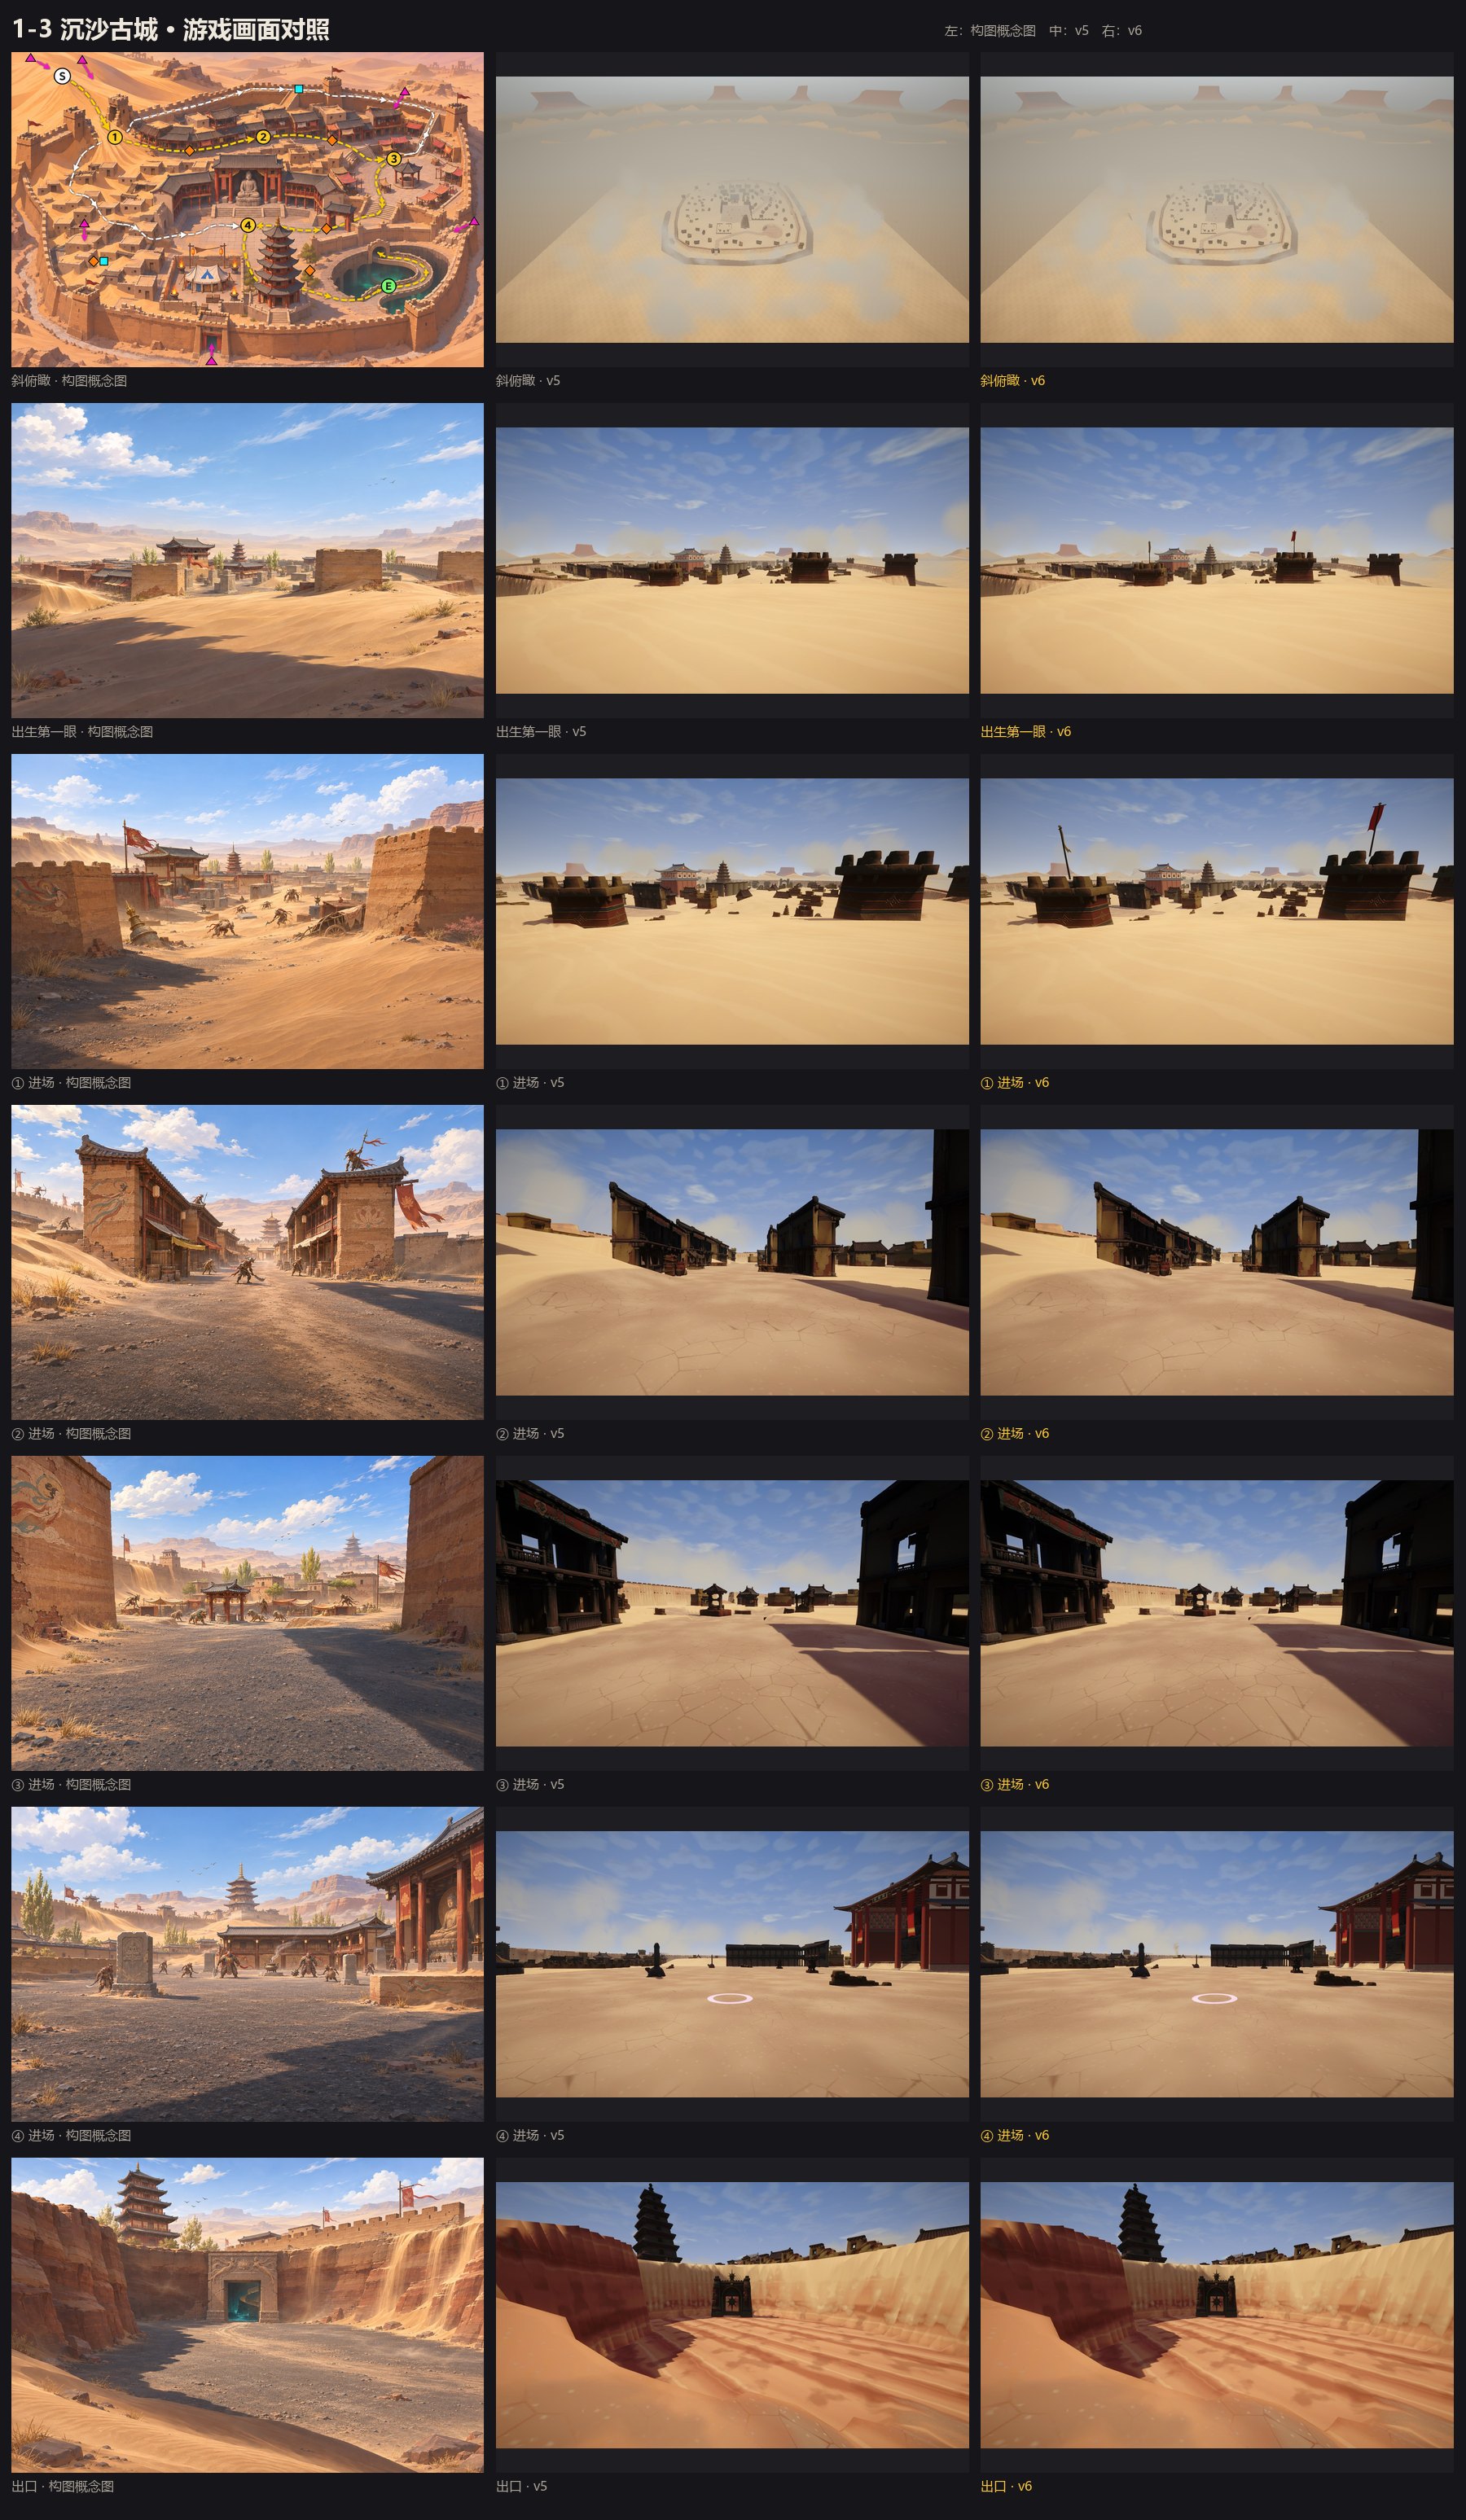 1-3 沉沙古城 • 游戏画面对照
左：构图概念图 中：v5 右：v6
S
1
2
3
4
E
斜俯瞰 · 构图概念图
斜俯瞰 · v5
斜俯瞰 · v6
出生第一眼 · 构图概念图
出生第一眼 · v5
出生第一眼 · v6
① 进场 · 构图概念图
① 进场 · v5
① 进场 · v6
② 进场 · 构图概念图
② 进场 · v5
② 进场 · v6
③ 进场 · 构图概念图
③ 进场 · v5
③ 进场 · v6
④ 进场 · 构图概念图
④ 进场 · v5
④ 进场 · v6
出口 · 构图概念图
出口 · v5
出口 · v6